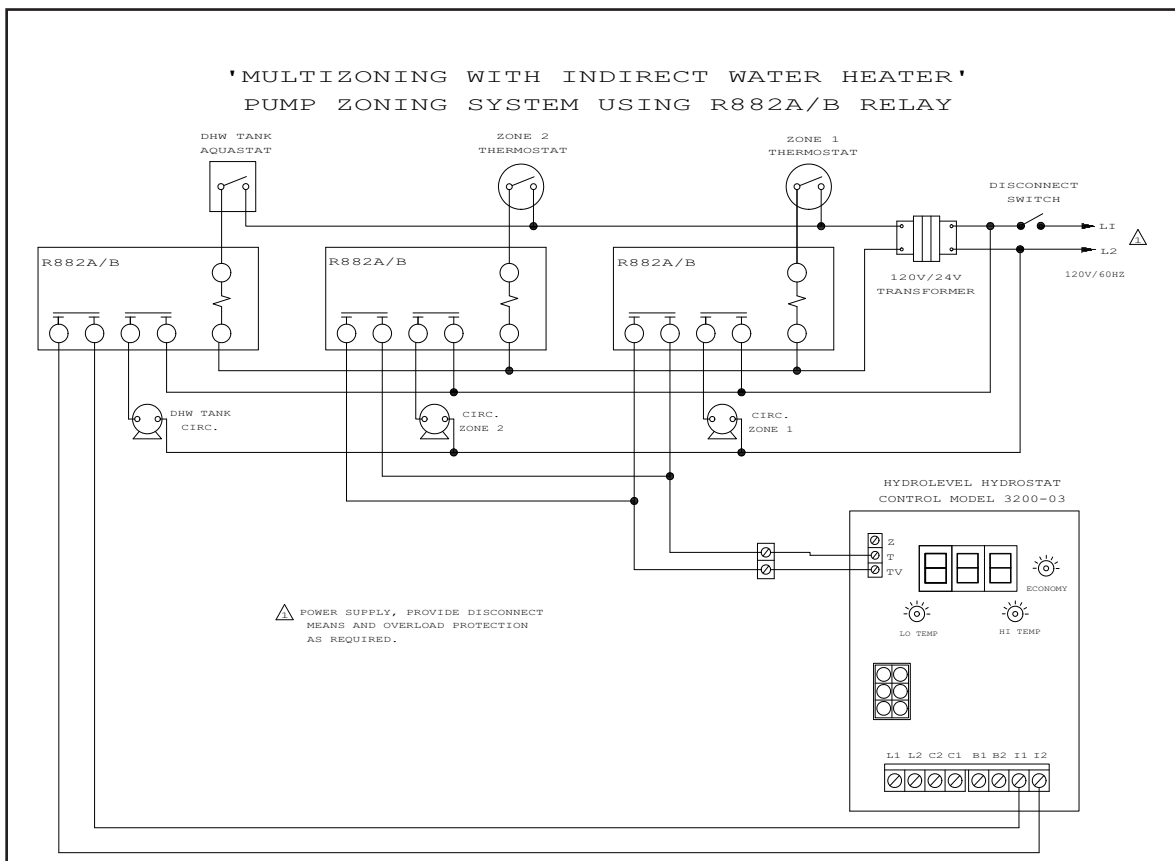 'MULTIZONING WITH INDIRECT WATER HEATER'
PUMP ZONING SYSTEM USING R882A/B RELAY
DHW TANK
AQUASTAT
ZONE 2
THERMOSTAT
ZONE 1
THERMOSTAT
DISCONNECT
SWITCH
L1
L2
1
120V/60HZ
120V/24V
TRANSFORMER
R882A/B
R882A/B
R882A/B
DHW TANK
CIRC.
CIRC.
ZONE 2
CIRC.
ZONE 1
HYDROLEVEL HYDROSTAT
CONTROL MODEL 3200-03
Z
T
TV
ECONOMY
LO TEMP
HI TEMP
1 POWER SUPPLY, PROVIDE DISCONNECT
MEANS AND OVERLOAD PROTECTION
AS REQUIRED.
L1 L2 C2 C1 B1 B2 I1 I2